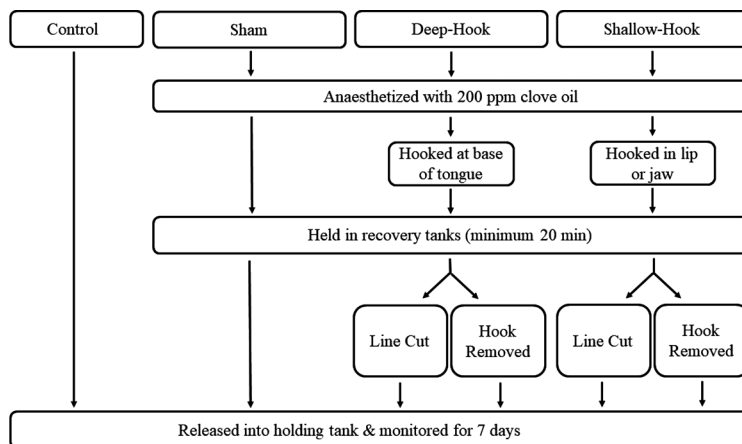 Control
Sham
Deep-Hook
Shallow-Hook
Anaesthetized with 200 ppm clove oil
Hooked at base
of tongue
Hooked in lip
or jaw
Held in recovery tanks (minimum 20 min)
Line Cut
Hook
Removed
Line Cut
Hook
Removed
Released into holding tank & monitored for 7 days